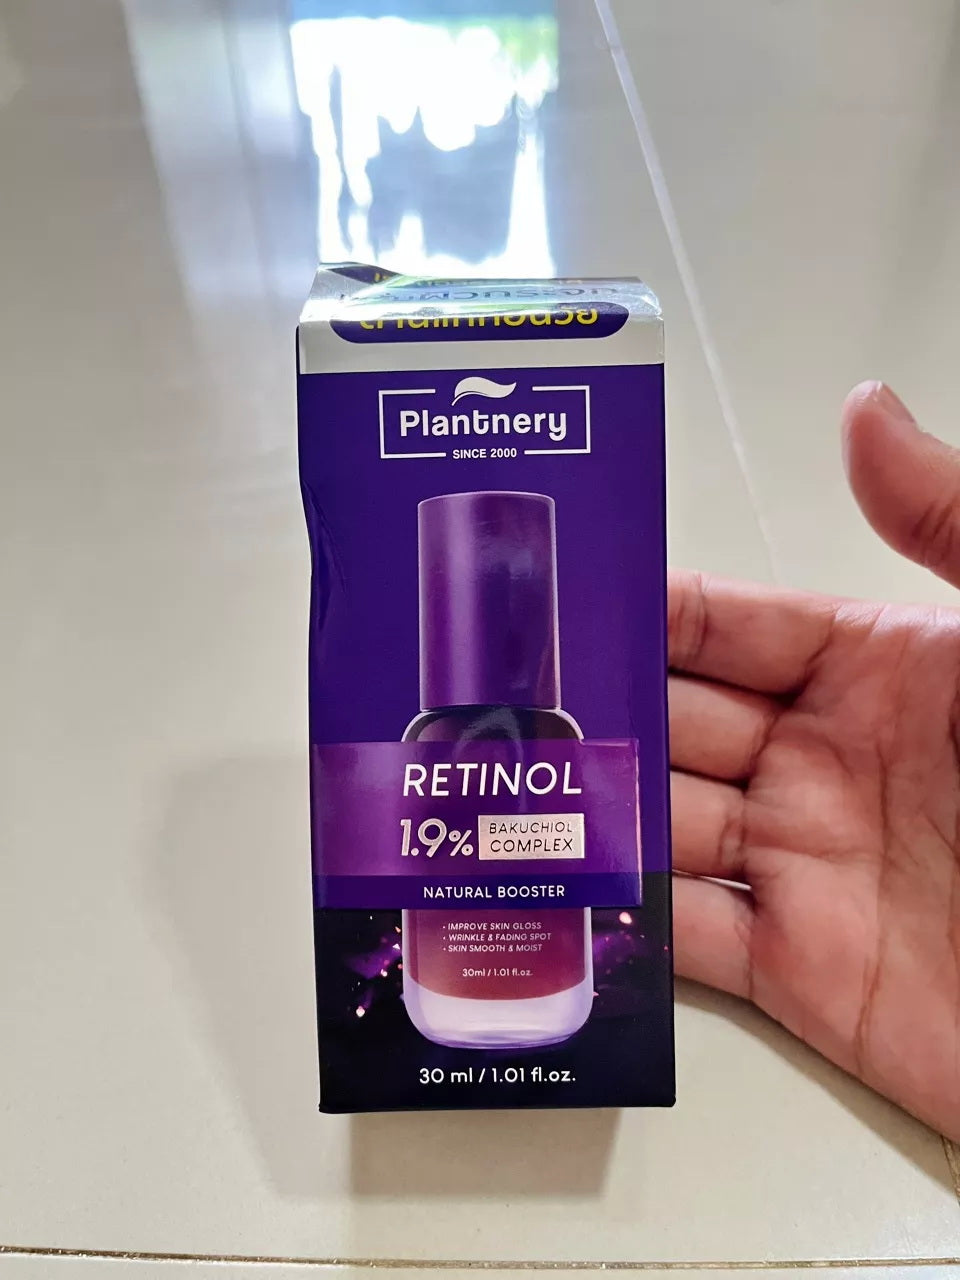 Plantnery
SINCE 2000
RETINOL
1.9% BAKUCHIOL COMPLEX
NATURAL BOOSTER
• IMPROVE SKIN GLOSS
• WRINKLE & FADING SPOT
• SKIN SMOOTH & MOIST
30ml / 1.01 fl.oz.
30 ml / 1.01 fl.oz.